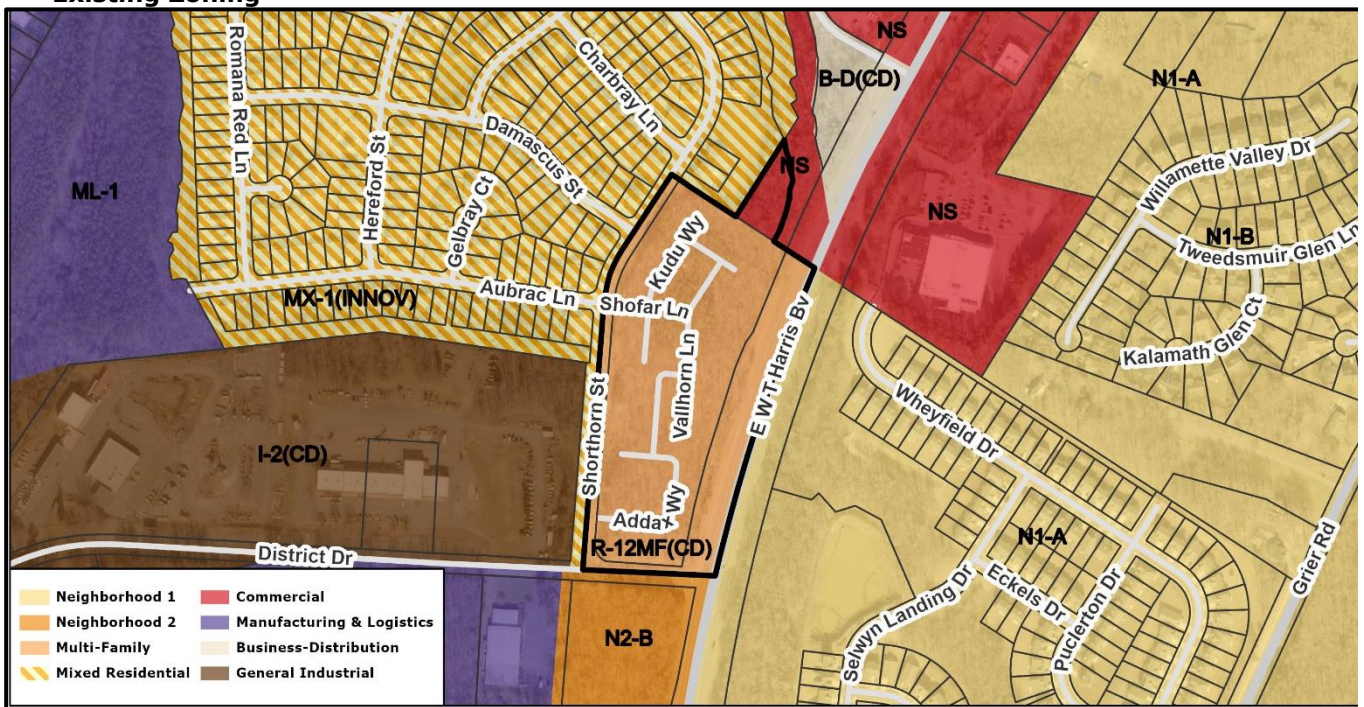 Existing Zoning
Romana Red Ln
Hereford St
Damascus St
Charbray Ln
Gelbray Ct
Aubrac Ln
Shofar Ln
Kudu Wy
Vallhorn Ln
Addax Wy
Shorthorn St
District Dr
E W.T. Harris Bv
Wheyfield Dr
Selwyn Landing Dr
Eckels Dr
Puclerton Dr
Grier Rd
Willamette Valley Dr
Tweedsmuir Glen Ln
Kalamath Glen Ct
ML-1
MX-1(INNOV)
I-2(CD)
R-12MF(CD)
N2-B
NS
B-D(CD)
NS
NS
N1-A
N1-B
N1-A
Neighborhood 1
Neighborhood 2
Multi-Family
Mixed Residential
Commercial
Manufacturing & Logistics
Business-Distribution
General Industrial